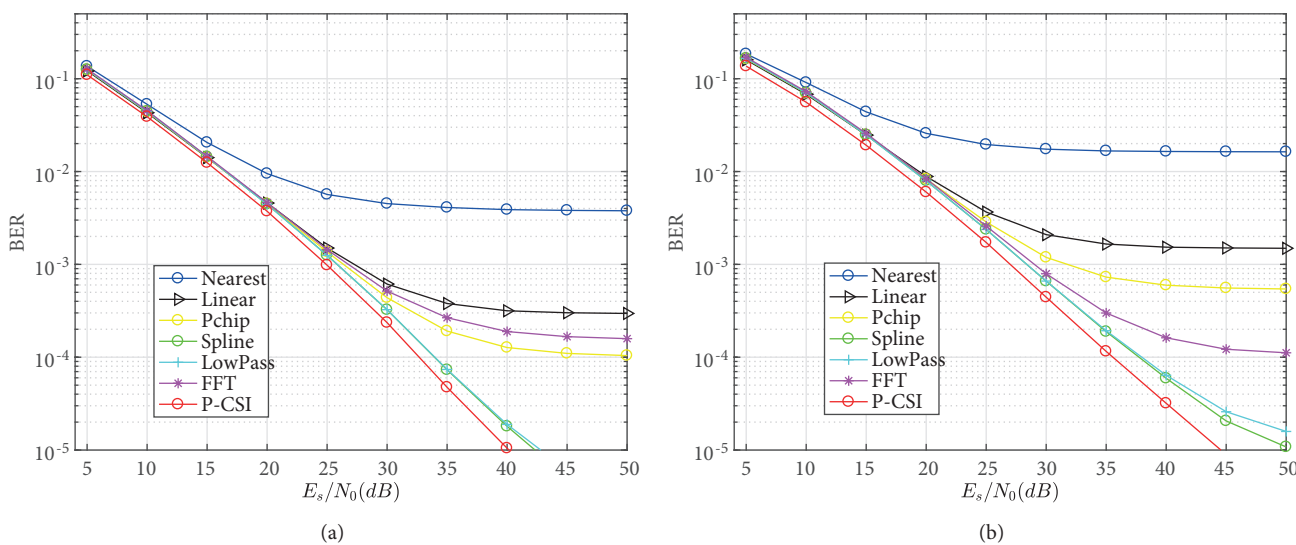 10^-1
10^-2
10^-3
10^-4
10^-5
BER
Nearest
Linear
Pchip
Spline
LowPass
FFT
P-CSI
5 10 15 20 25 30 35 40 45 50
E_s/N_0(dB)
(a)
10^-1
10^-2
10^-3
10^-4
10^-5
BER
Nearest
Linear
Pchip
Spline
LowPass
FFT
P-CSI
5 10 15 20 25 30 35 40 45 50
E_s/N_0(dB)
(b)